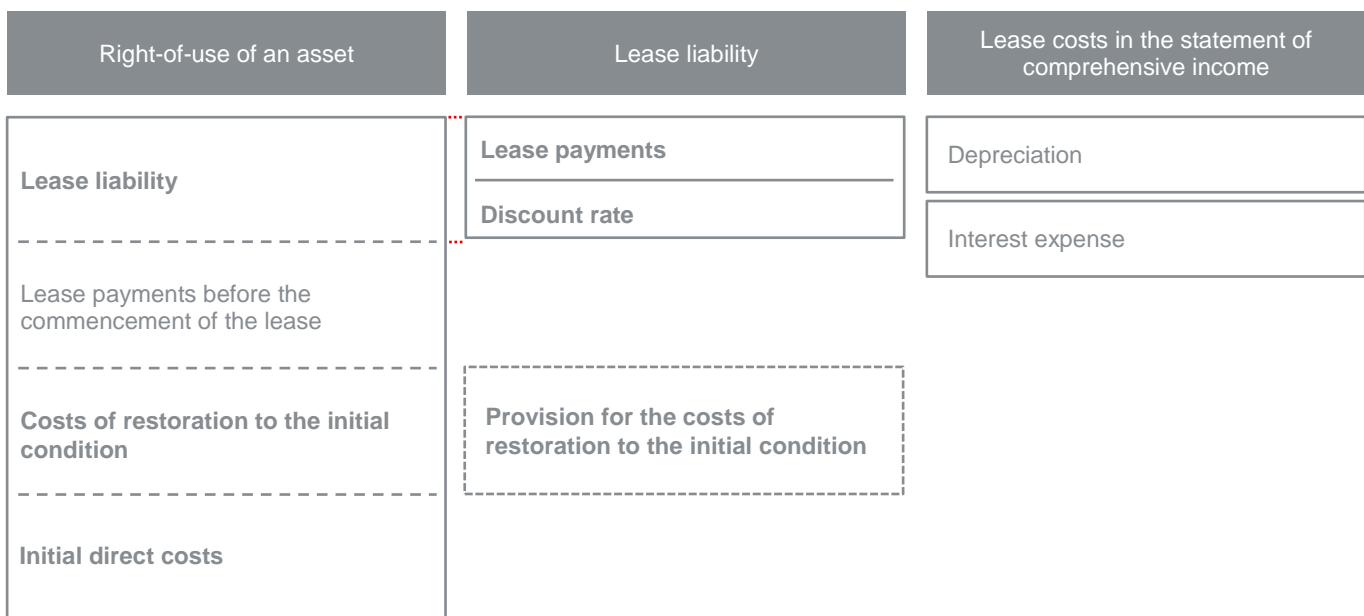 Right-of-use of an asset
Lease liability
Lease costs in the statement of
comprehensive income
Lease liability
Lease payments before the
commencement of the lease
Costs of restoration to the initial
condition
Initial direct costs
Lease payments
Discount rate
Provision for the costs of
restoration to the initial condition
Depreciation
Interest expense